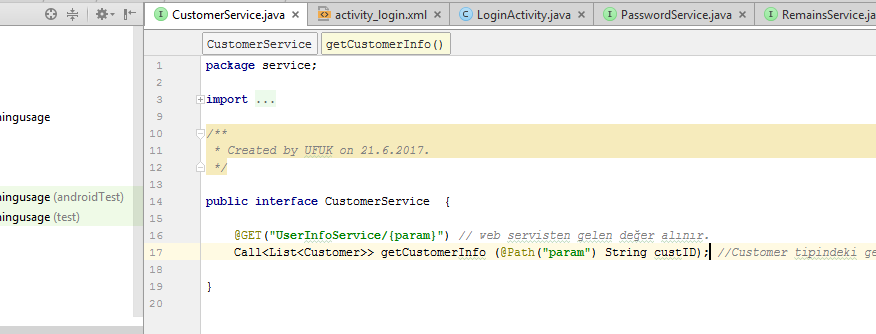 CustomerService.java activity_login.xml LoginActivity.java PasswordService.java RemainsService.ja
CustomerService getCustomerInfo()
1 package service;
2
3 import ...
9
ningusage
10 /**
11 * Created by UFUK on 21.6.2017.
12 */
13
ningusage (androidTest)
14 public interface CustomerService {
ningusage (test)
15
16 @GET("UserInfoService/{param}") // web servisten gelen değer alınır.
17 Call<List<Customer>> getCustomerInfo (@Path("param") String custID); //Customer tipindeki ge
18
19 }
20